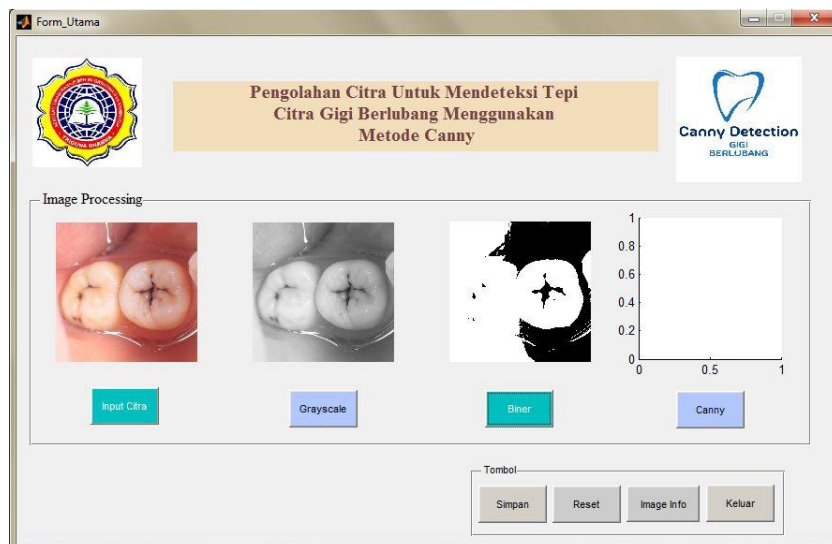 Form_Utama
Pengolahan Citra Untuk Mendeteksi Tepi
Citra Gigi Berlubang Menggunakan
Metode Canny
Canny Detection
GIGI
BERLUBANG
Image Processing
1
0.8
0.6
0.4
0.2
0
0 0.5 1
Input Citra
Grayscale
Biner
Canny
Tombol
Simpan
Reset
Image Info
Keluar